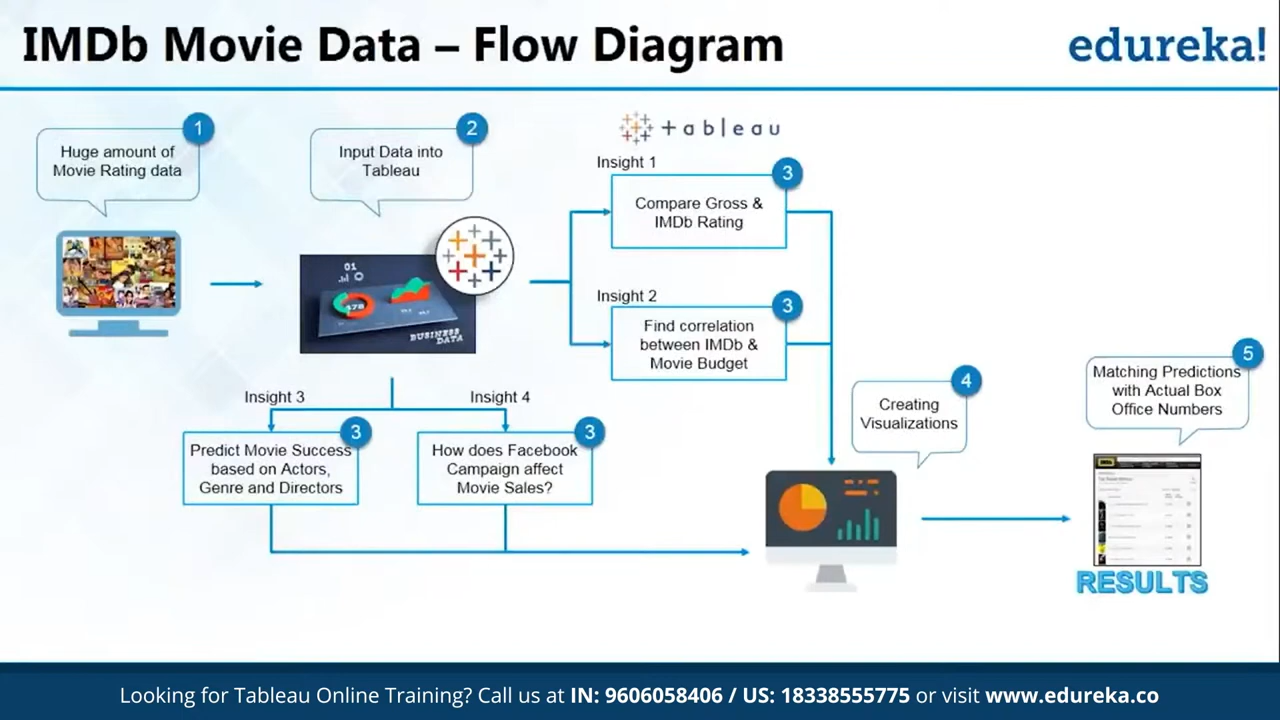 IMDb Movie Data – Flow Diagram
edureka!
1
Huge amount of
Movie Rating data
2
Input Data into
Tableau
+ a b l e a u
Insight 1
3
Compare Gross &
IMDb Rating
01
BUSINESS
DATA
Insight 2
3
Find correlation
between IMDb &
Movie Budget
Insight 3
3
Predict Movie Success
based on Actors,
Genre and Directors
Insight 4
3
How does Facebook
Campaign affect
Movie Sales?
4
Creating
Visualizations
5
Matching Predictions
with Actual Box
Office Numbers
RESULTS
Looking for Tableau Online Training? Call us at IN: 9606058406 / US: 18338555775 or visit www.edureka.co